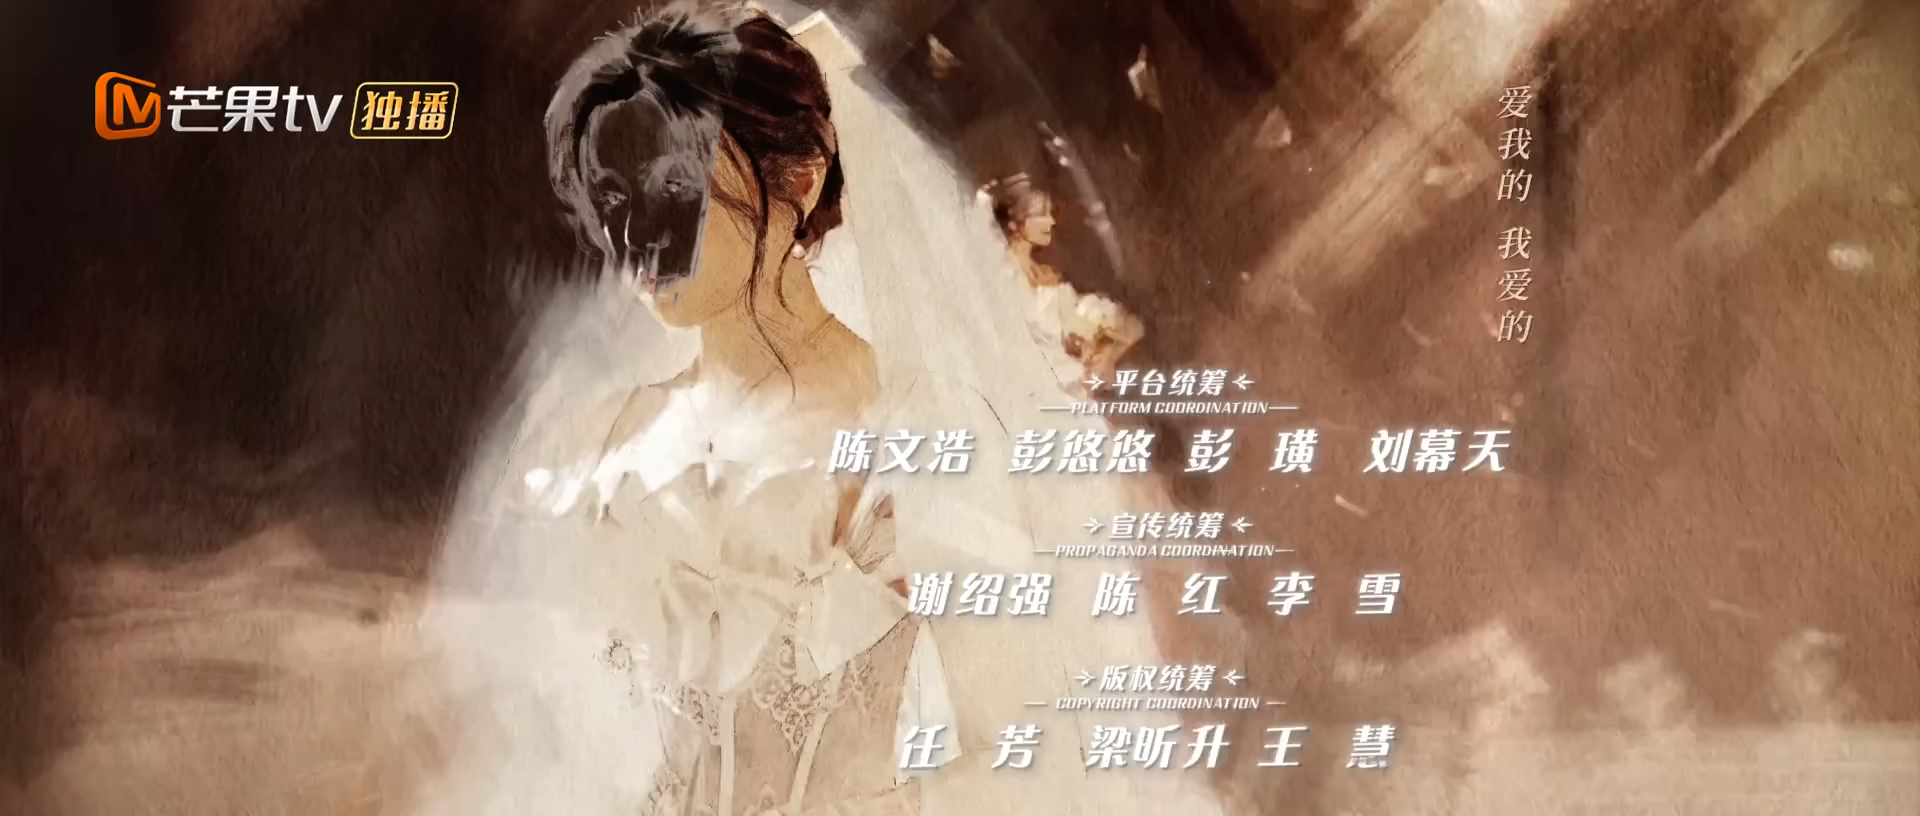 芒果tv 独播
爱我的 我爱的
平台统筹
PLATFORM COORDINATION
陈文浩 彭悠悠 彭 璜 刘幕天
宣传统筹
PROPAGANDA COORDINATION
谢绍强 陈 红 李 雪
版权统筹
COPYRIGHT COORDINATION
任 芳 梁昕升 王 慧